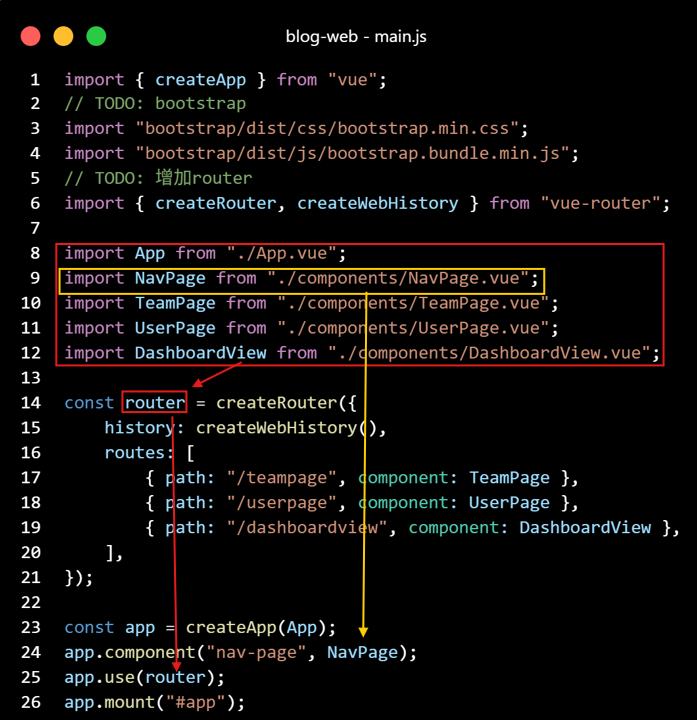 blog-web - main.js
1 import { createApp } from "vue";
2 // TODO: bootstrap
3 import "bootstrap/dist/css/bootstrap.min.css";
4 import "bootstrap/dist/js/bootstrap.bundle.min.js";
5 // TODO: 增加router
6 import { createRouter, createWebHistory } from "vue-router";
7
8 import App from "./App.vue";
9 import NavPage from "./components/NavPage.vue";
10 import TeamPage from "./components/TeamPage.vue";
11 import UserPage from "./components/UserPage.vue";
12 import DashboardView from "./components/DashboardView.vue";
13
14 const router = createRouter({
15     history: createWebHistory(),
16     routes: [
17         { path: "/teampage", component: TeamPage },
18         { path: "/userpage", component: UserPage },
19         { path: "/dashboardview", component: DashboardView },
20     ],
21 });
22
23 const app = createApp(App);
24 app.component("nav-page", NavPage);
25 app.use(router);
26 app.mount("#app");